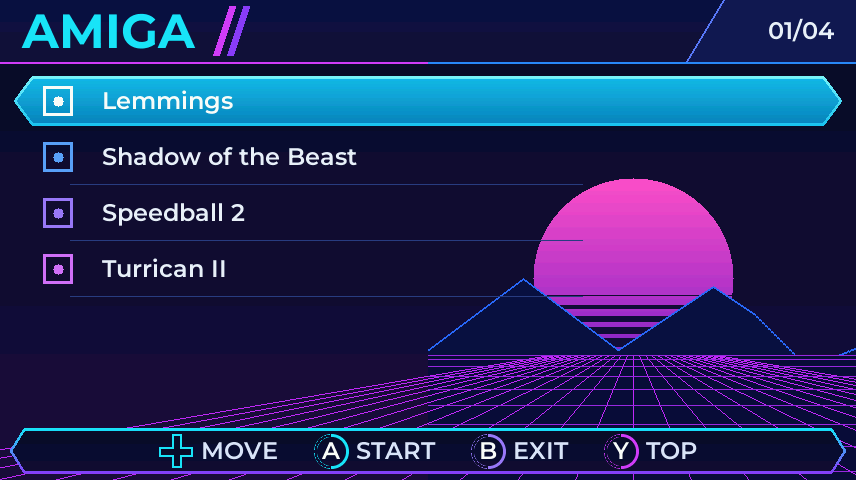 AMIGA //
01/04
Lemmings
Shadow of the Beast
Speedball 2
Turrican II
MOVE A START B EXIT Y TOP